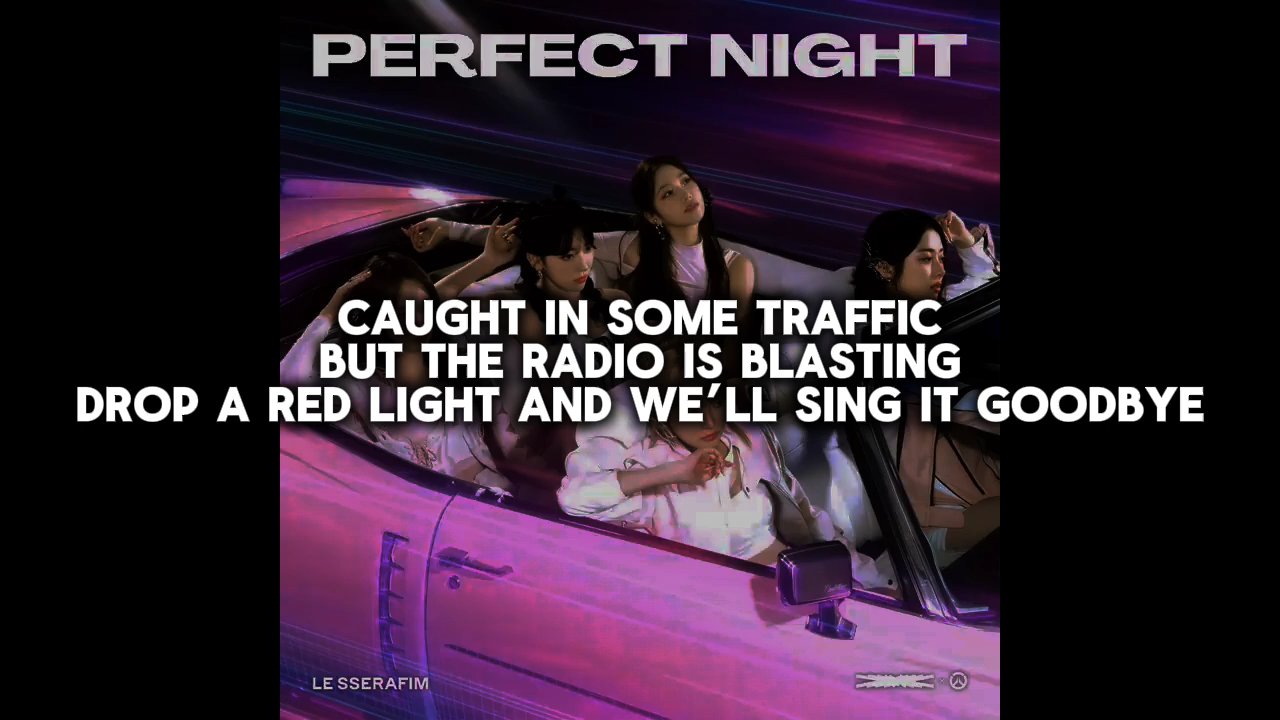 PERFECT NIGHT
CAUGHT IN SOME TRAFFIC
BUT THE RADIO IS BLASTING
DROP A RED LIGHT AND WE’LL SING IT GOODBYE
LE SSERAFIM